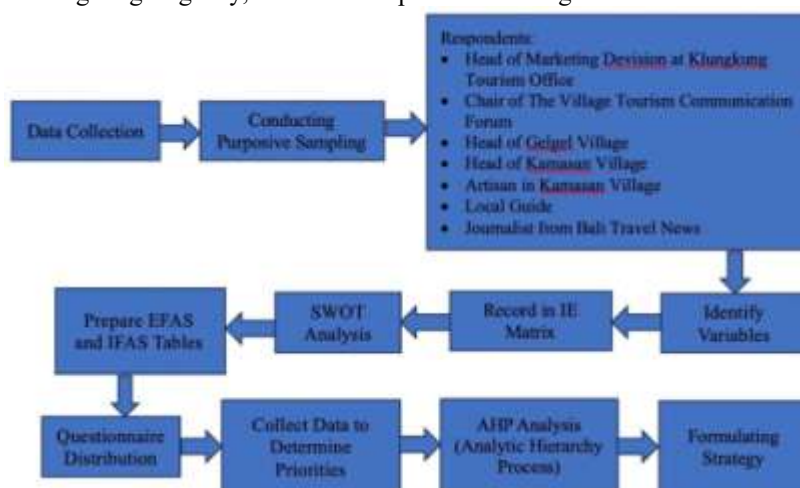 Respondents:
• Head of Marketing Devision at Klungkung
Tourism Office
• Chair of The Village Tourism Communication
Forum
• Head of Gelgel Village
• Head of Kamasan Village
• Artisan in Kamasan Village
• Local Guide
• Journalist from Bali Travel News
Data Collection
Conducting
Purposive Sampling
Identify
Variables
Record in IE
Matrix
SWOT
Analysis
Prepare EFAS
and IFAS Tables
Questionnaire
Distribution
Collect Data to
Determine
Priorities
AHP Analysis
(Analytic Hierarchy
Process)
Formulating
Strategy